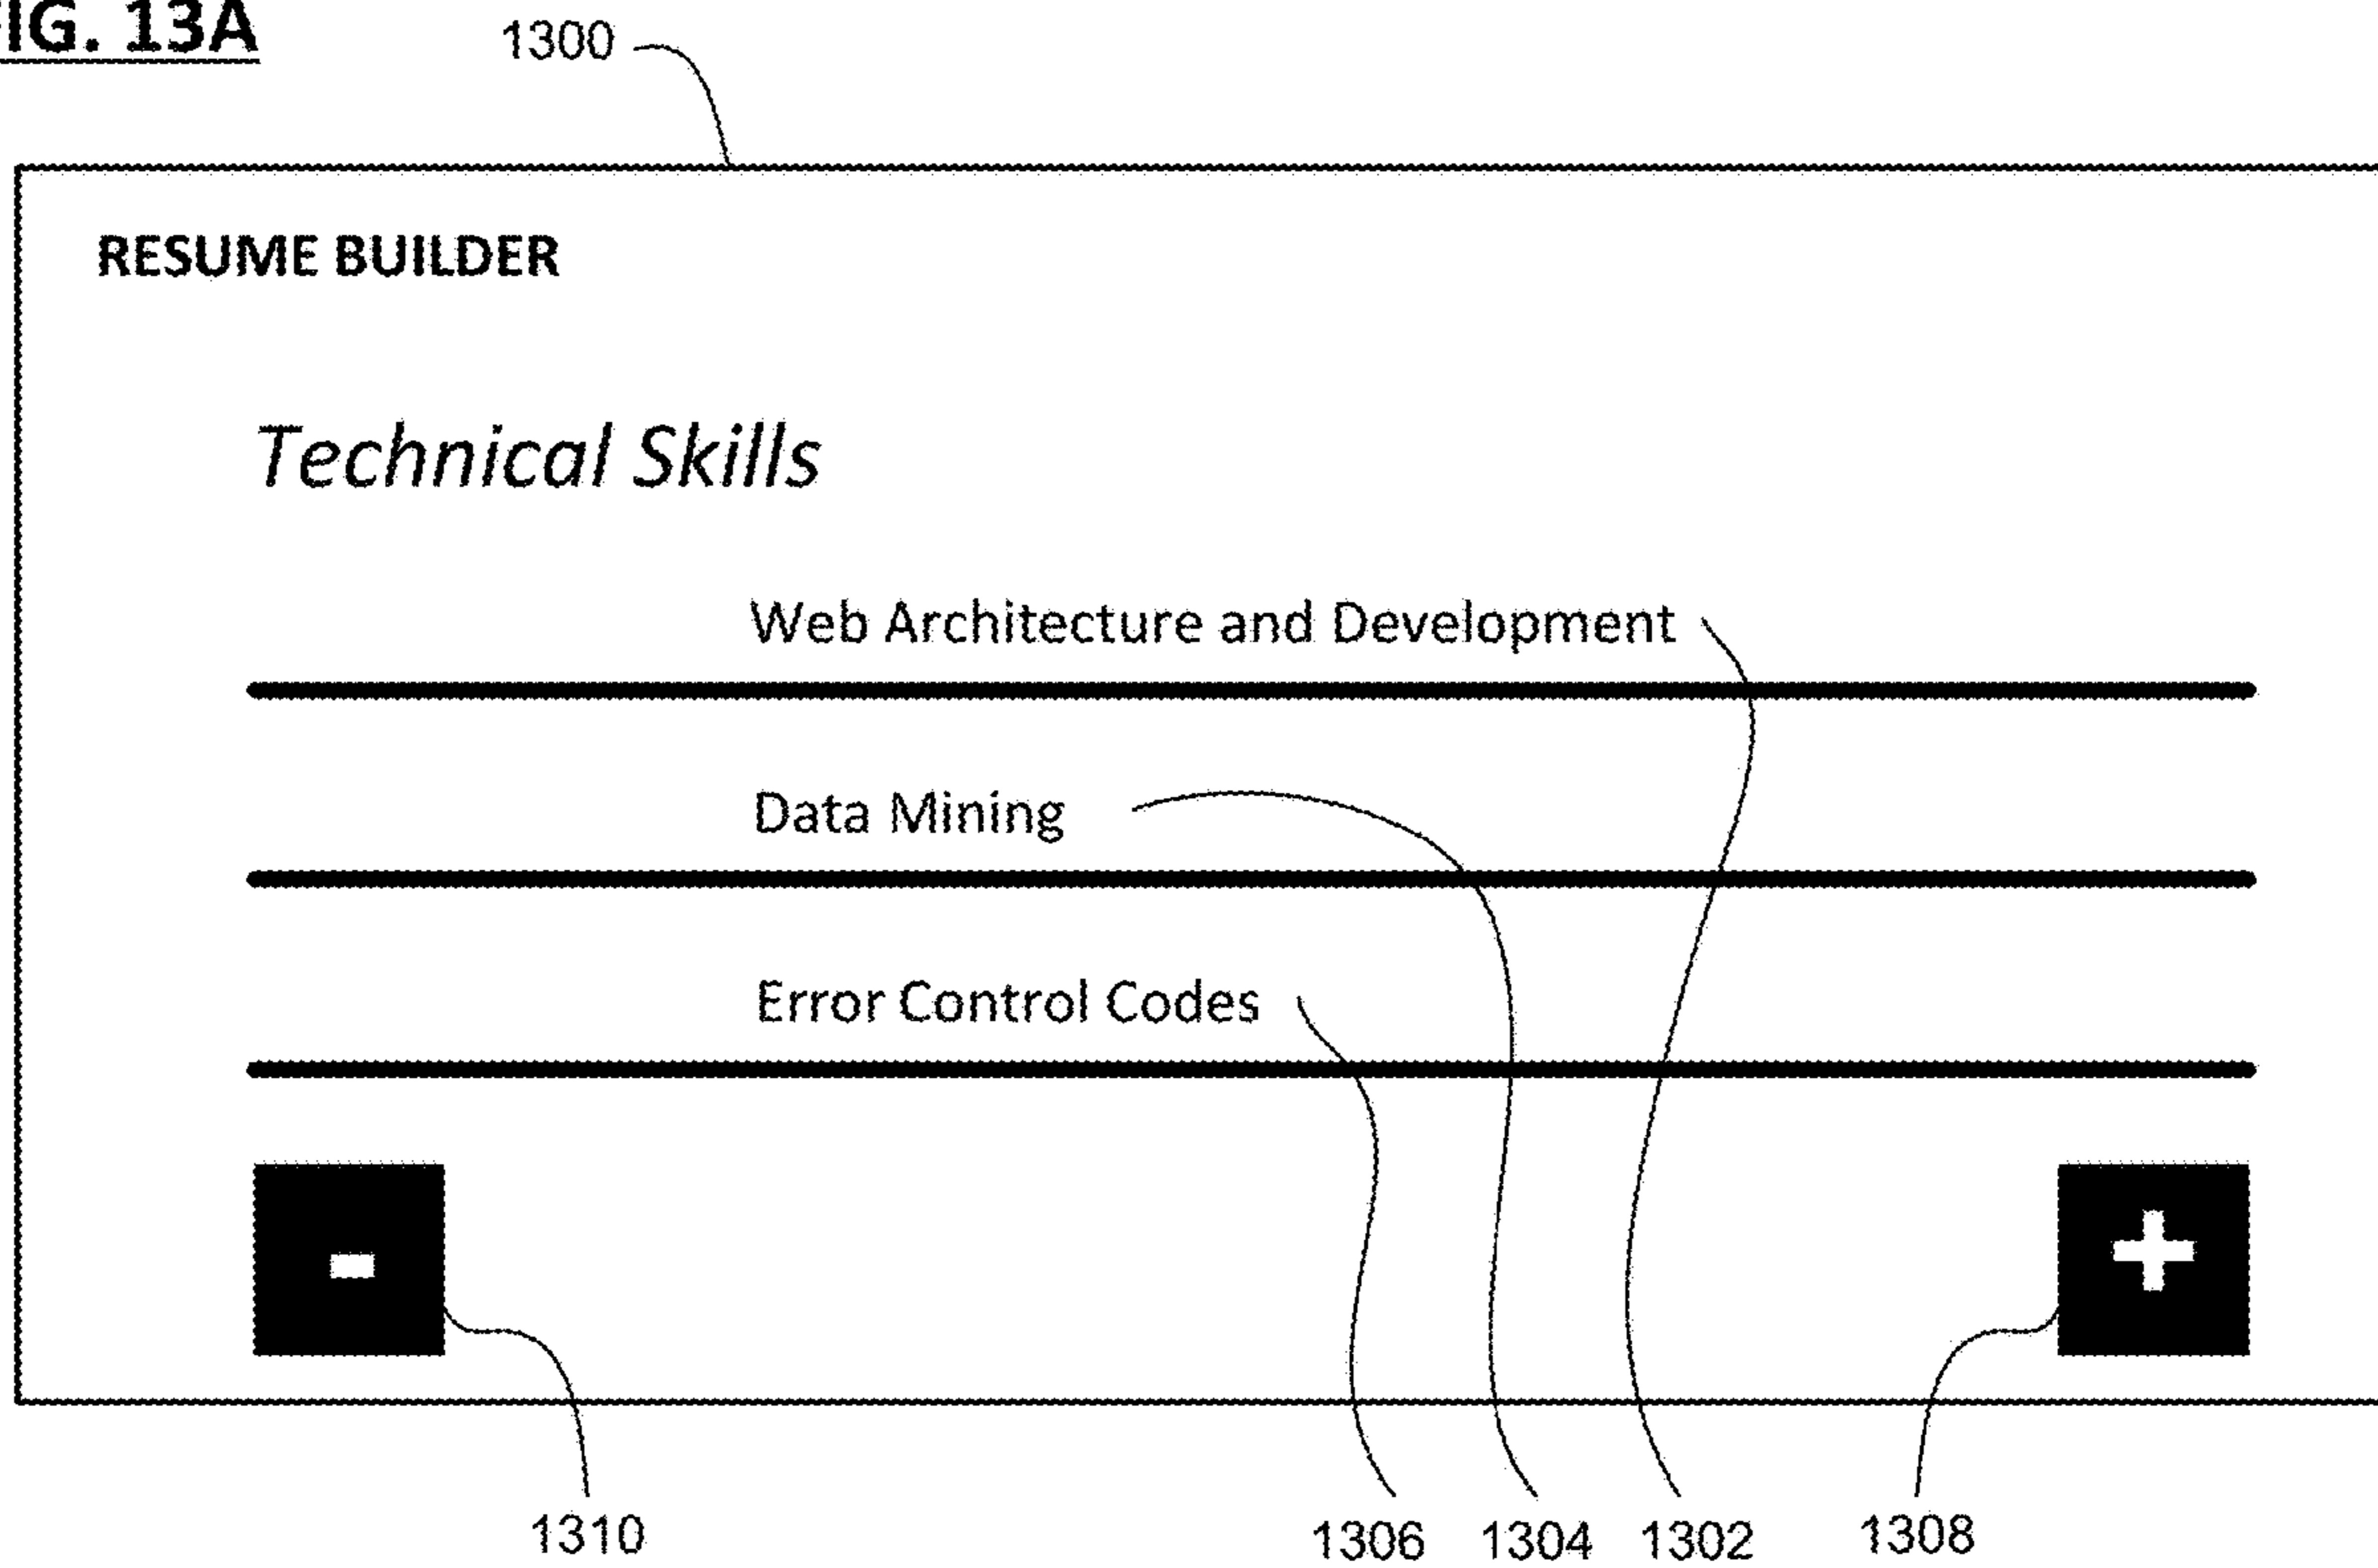 FIG. 13A
1300
RESUME BUILDER
Technical Skills
Web Architecture and Development
Data Mining
Error Control Codes
-
+
1310
1306
1304
1302
1308